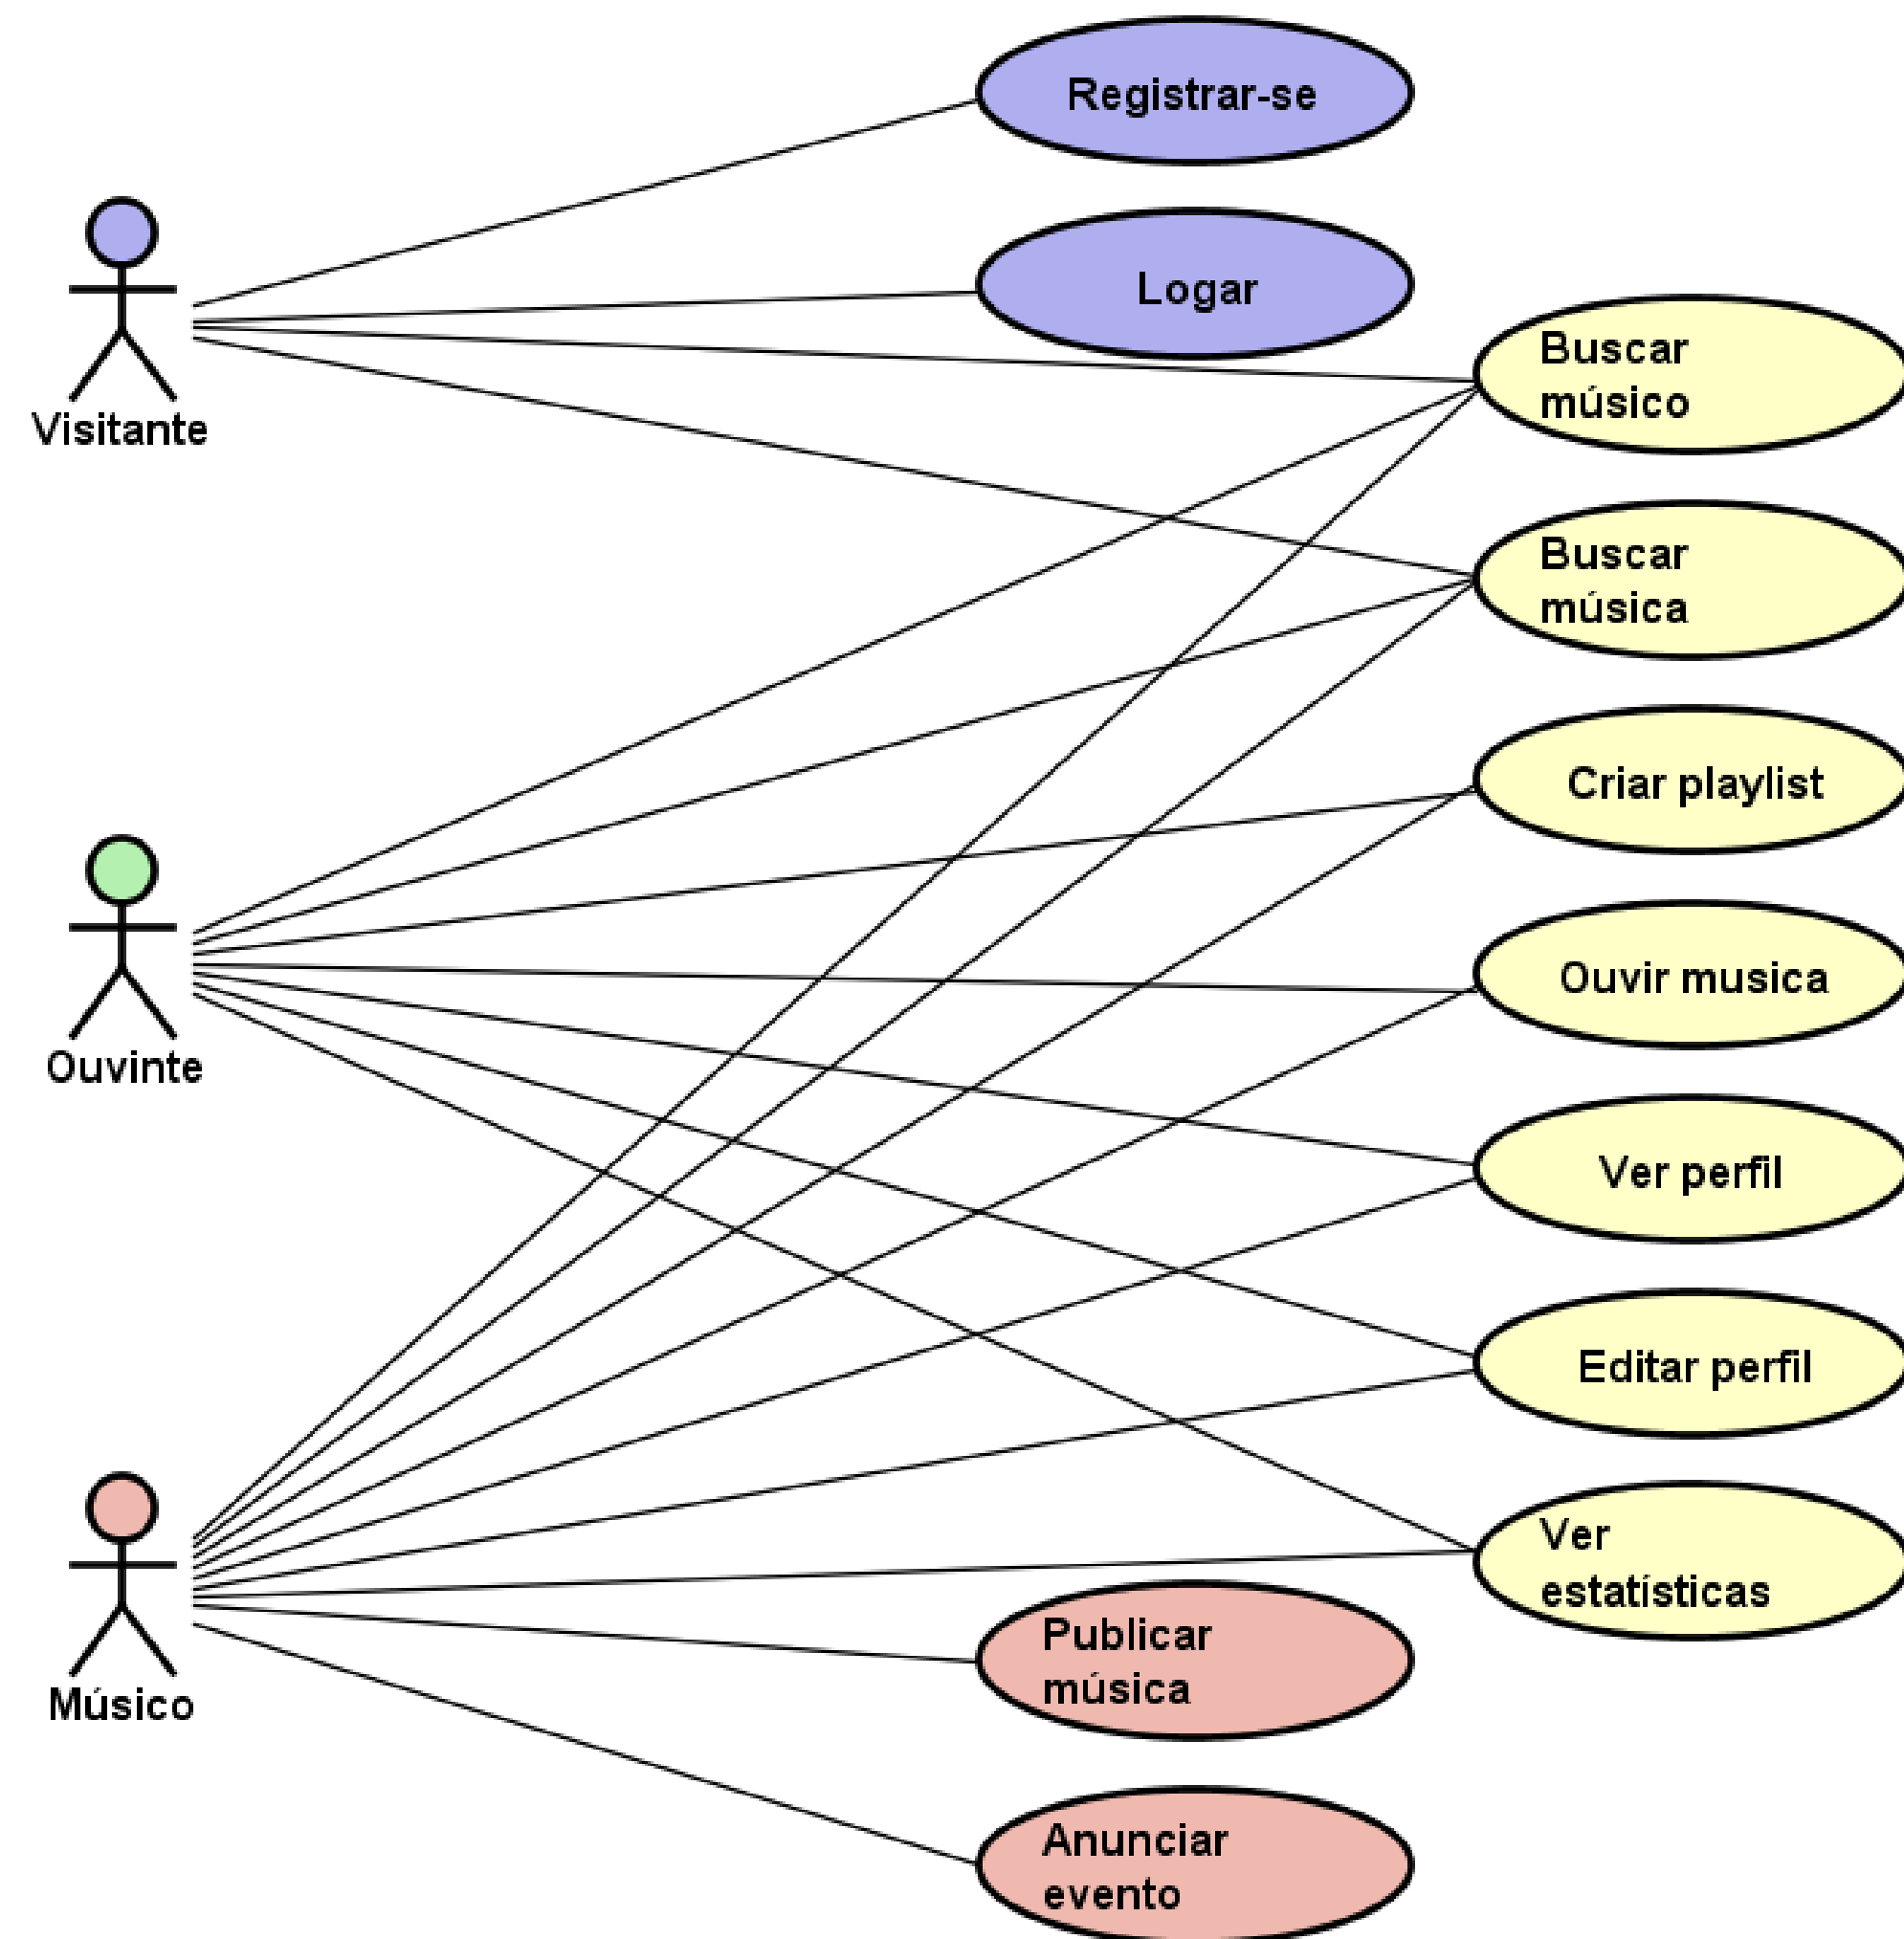 Registrar-se
Logar
Visitante
Buscar
músico
Buscar
música
Criar playlist
Ouvinte
Ouvir musica
Ver perfil
Editar perfil
Ver
estatísticas
Músico
Publicar
música
Anunciar
evento